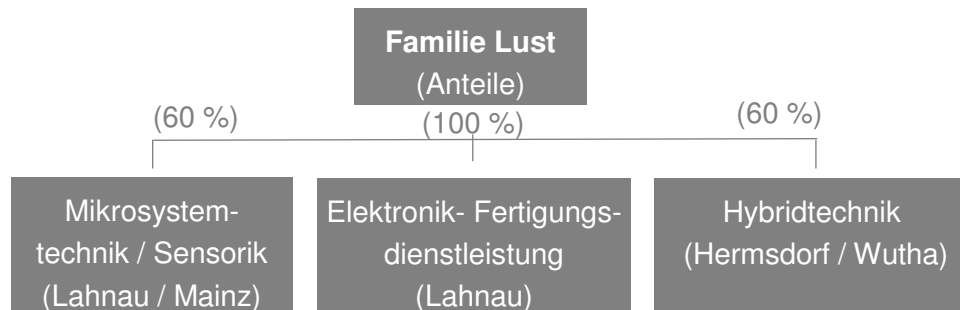 Familie Lust
(Anteile)
(60 %)
(100 %)
(60 %)
Mikrosystem-
technik / Sensorik
(Lahnau / Mainz)
Elektronik- Fertigungs-
dienstleistung
(Lahnau)
Hybridtechnik
(Hermsdorf / Wutha)